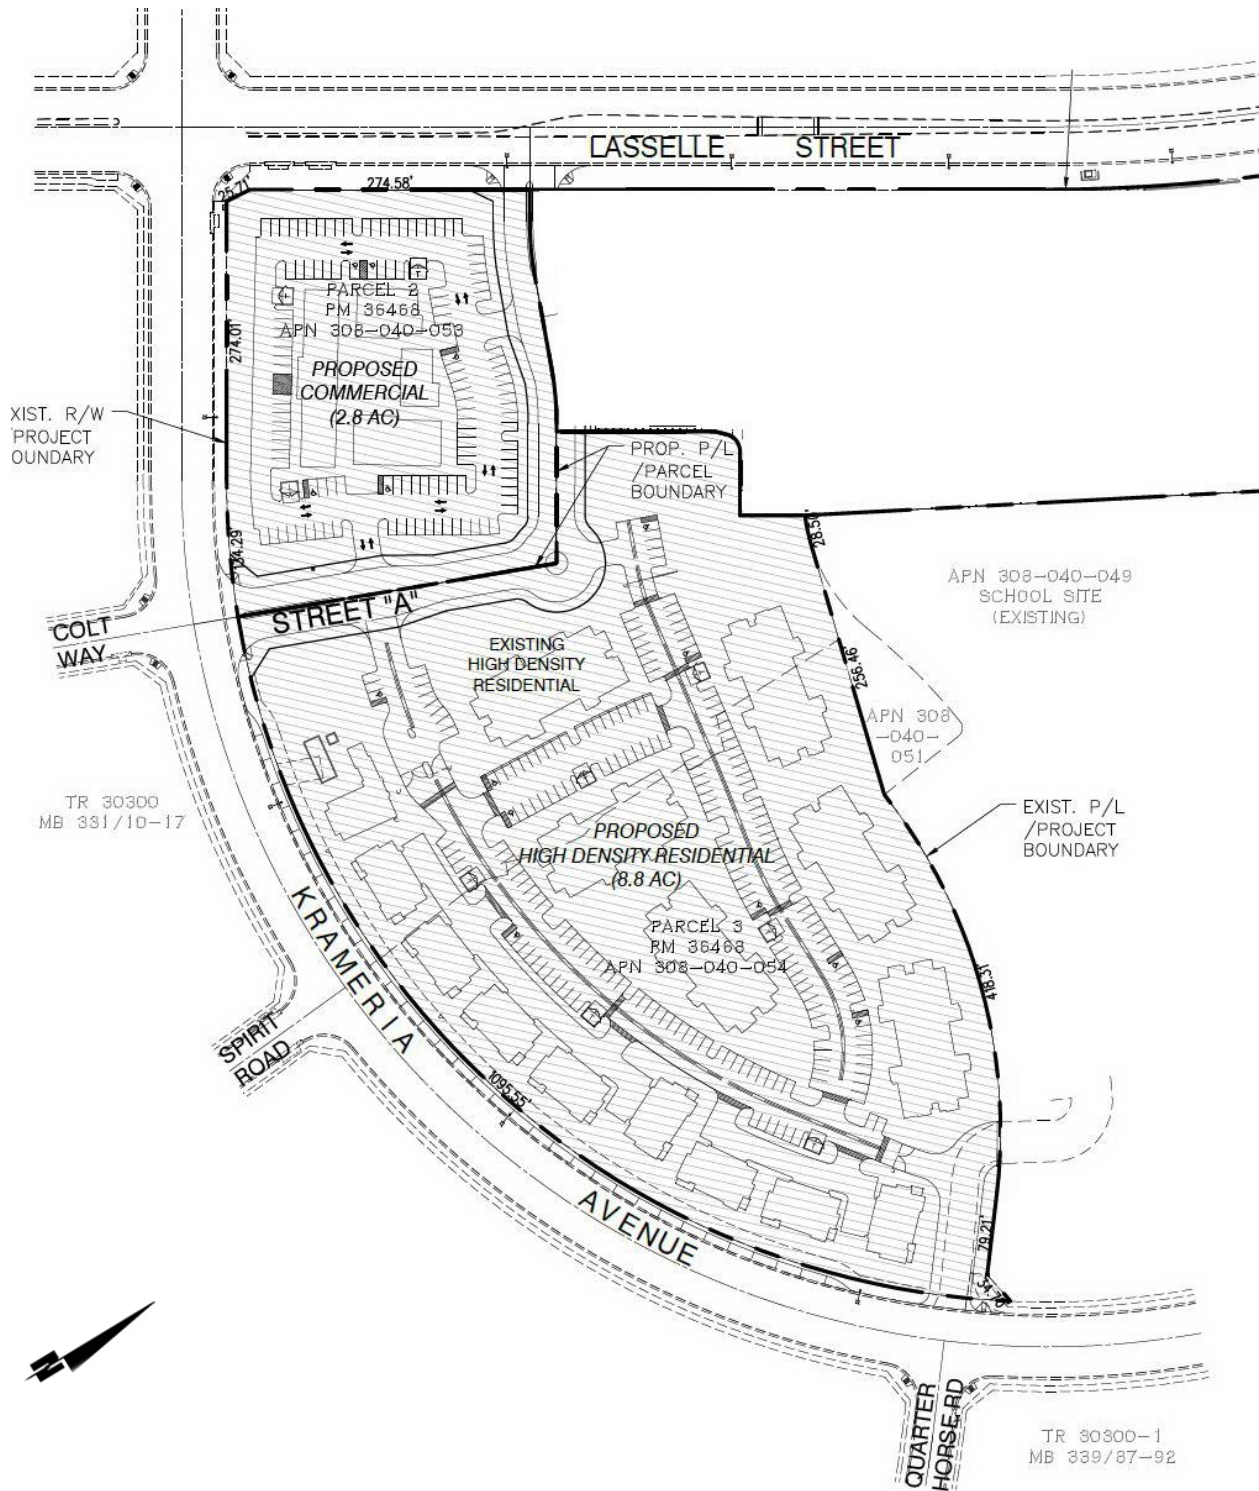 LASSELLE STREET
25.71'
274.58'
PARCEL 2
PM 36468
APN 308-040-053
274.01'
PROPOSED
COMMERCIAL
(2.8 AC)
XIST. R/W
/PROJECT
OUNDARY
PROP. P/L
/PARCEL
BOUNDARY
134.29'
APN 308-040-049
SCHOOL SITE
(EXISTING)
STREET "A"
COLT
WAY
EXISTING
HIGH DENSITY
RESIDENTIAL
256.46'
APN 308
-040-
051
TR 30300
MB 331/10-17
EXIST. P/L
/PROJECT
BOUNDARY
PROPOSED
HIGH DENSITY RESIDENTIAL
(8.8 AC)
PARCEL 3
PM 36468
APN 308-040-054
418.31'
KRAMERIA
AVENUE
SPIRIT
ROAD
1095.55'
79.21'
N
QUARTER
HORSE RD
TR 30300-1
MB 339/87-92